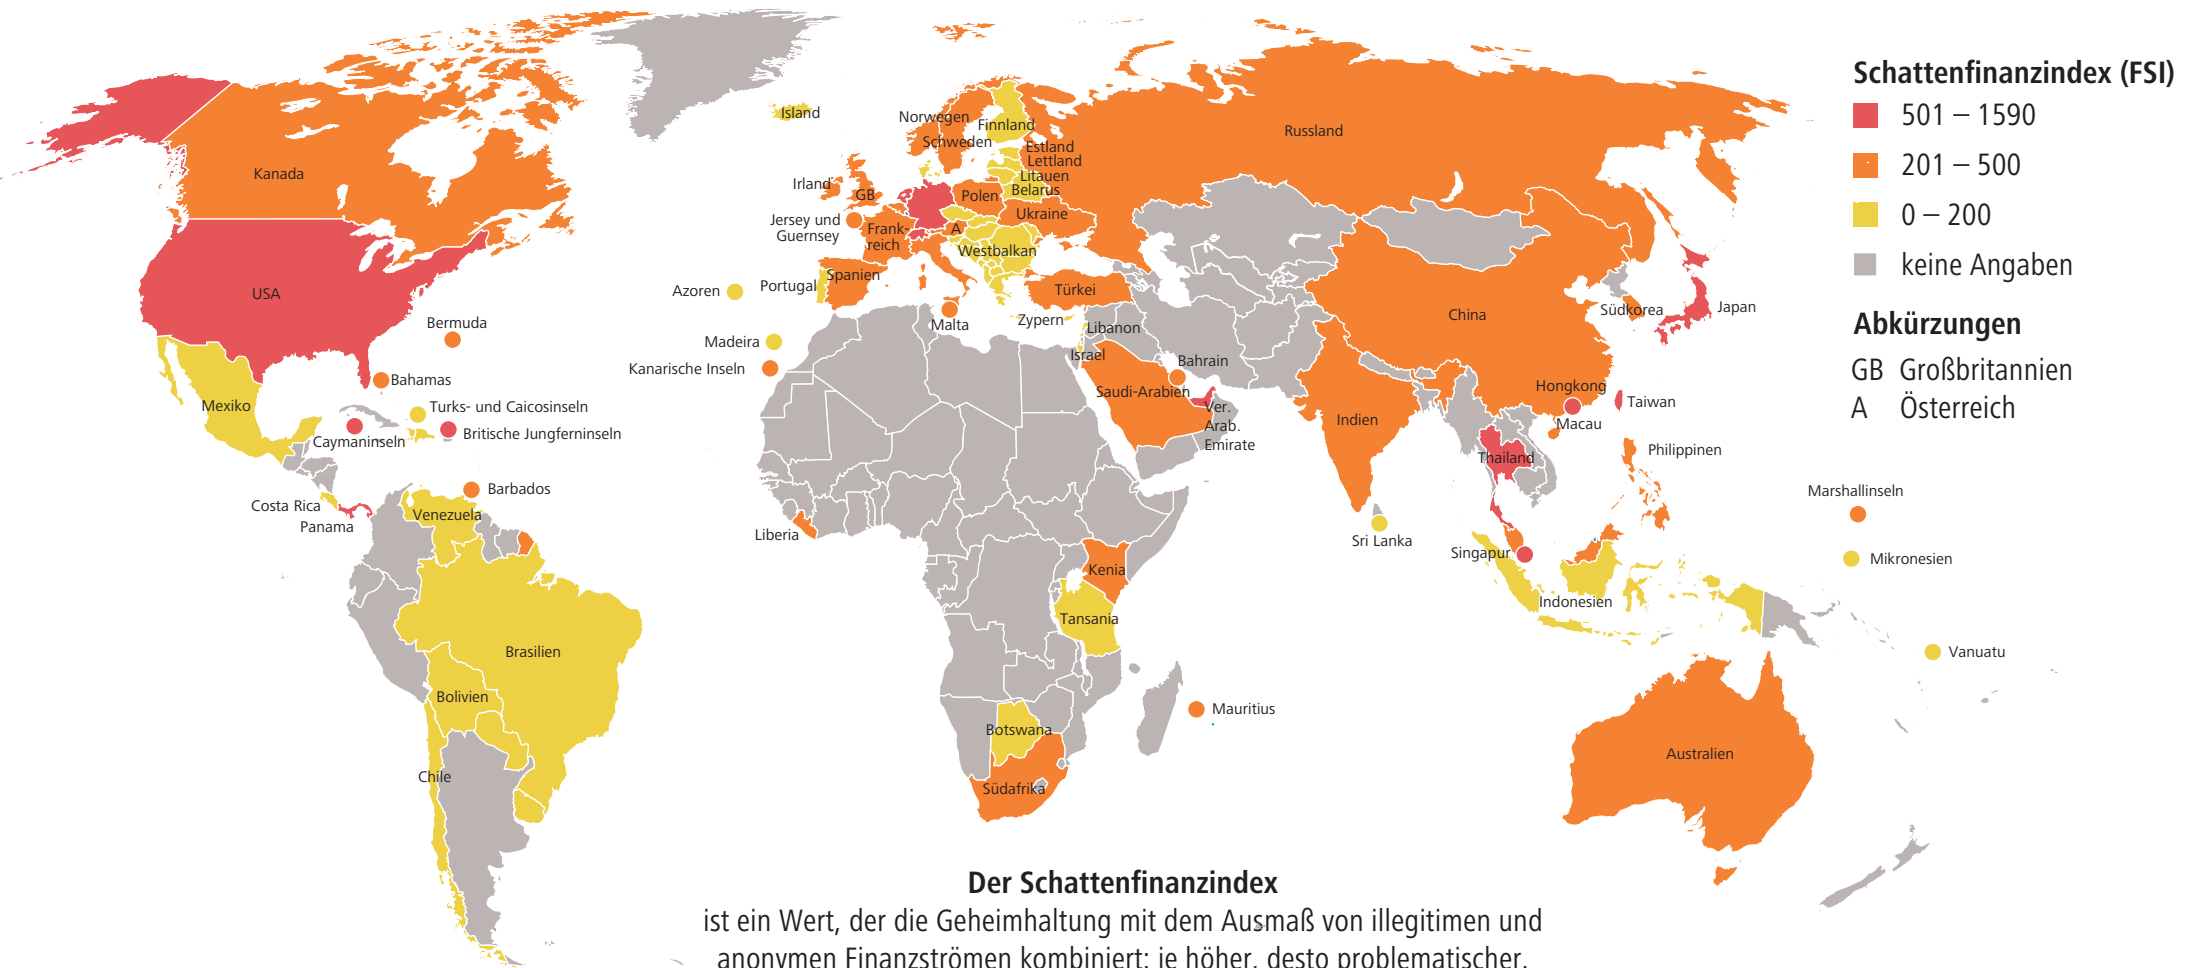 Schattenfinanzindex (FSI)
501 – 1590
201 – 500
0 – 200
keine Angaben
Abkürzungen
GB Großbritannien
A Österreich
Island
Norwegen
Finnland
Schweden
Estland
Lettland
Litauen
Belarus
Russland
Kanada
Irland
GB
Polen
Jersey und
Guernsey
Ukraine
Frank-
reich
A
Westbalkan
Spanien
Portugal
Azoren
Türkei
USA
Bermuda
Malta
Zypern
Libanon
Madeira
Israel
Bahrain
Kanarische Inseln
Saudi-Arabien
Ver.
Arab.
Emirate
China
Südkorea
Japan
Hongkong
Taiwan
Macau
Indien
Thailand
Philippinen
Bahamas
Mexiko
Turks- und Caicosinseln
Caymaninseln
Britische Jungferninseln
Barbados
Costa Rica
Panama
Venezuela
Liberia
Sri Lanka
Singapur
Marshallinseln
Mikronesien
Kenia
Indonesien
Tansania
Vanuatu
Brasilien
Bolivien
Mauritius
Botswana
Chile
Südafrika
Australien
Der Schattenfinanzindex
ist ein Wert, der die Geheimhaltung mit dem Ausmaß von illegitimen und
anonymen Finanzströmen kombiniert: je höher, desto problematischer.